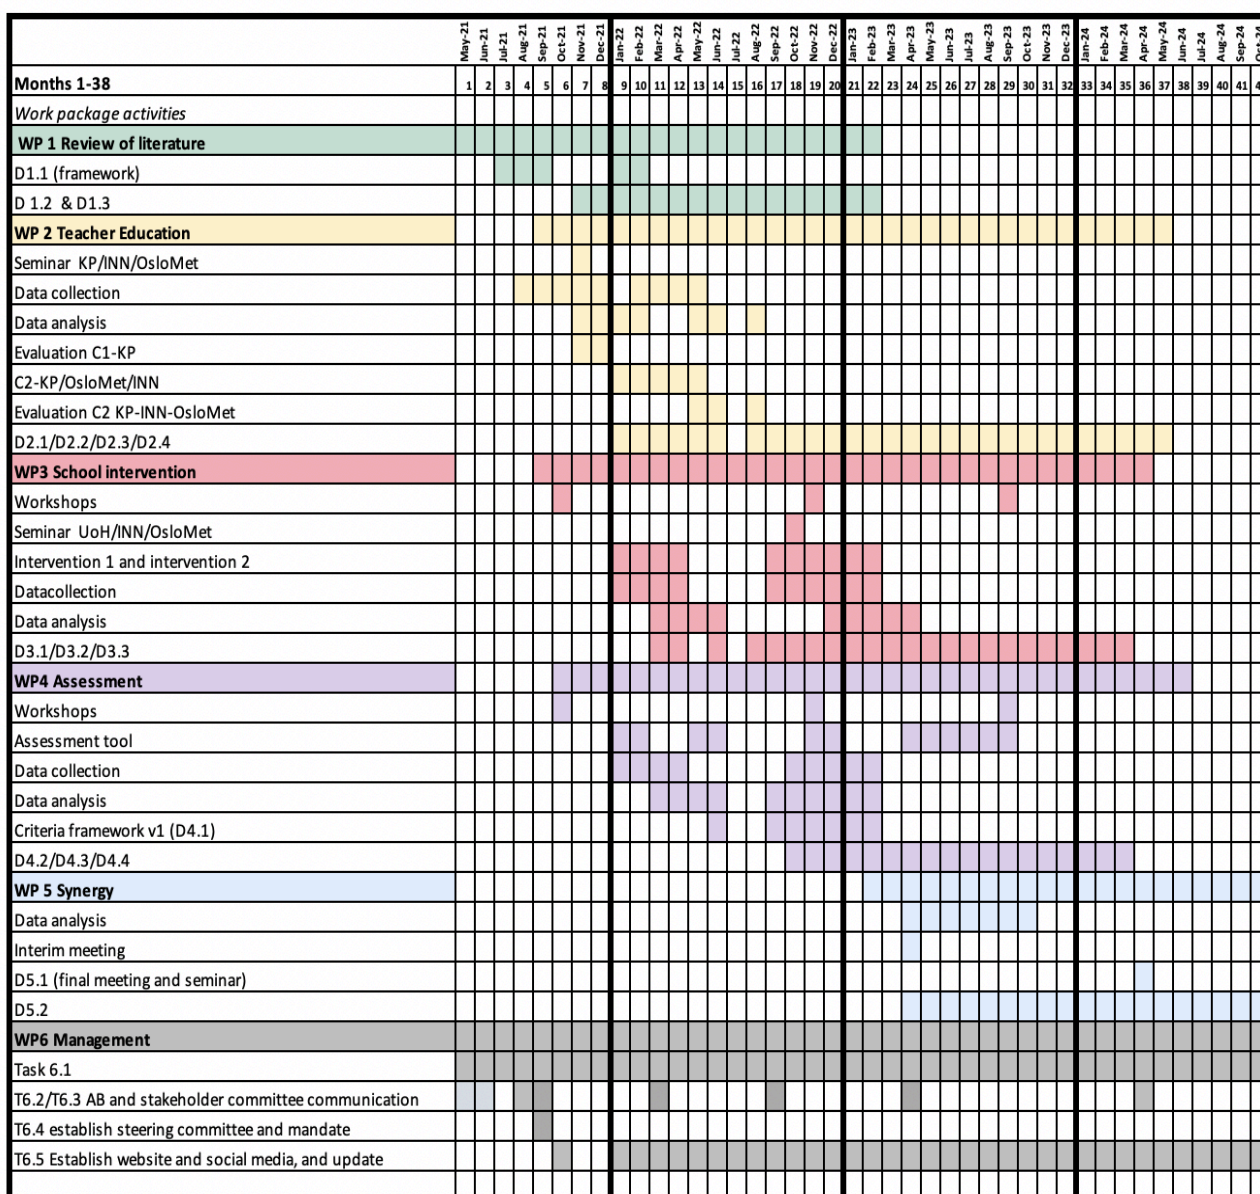 May-21 Jun-21 Jul-21 Aug-21 Sep-21 Oct-21 Nov-21 Dec-21 Jan-22 Feb-22 Mar-22 Apr-22 May-22 Jun-22 Jul-22 Aug-22 Sep-22 Oct-22 Nov-22 Dec-22 Jan-23 Feb-23 Mar-23 Apr-23 May-23 Jun-23 Jul-23 Aug-23 Sep-23 Oct-23 Nov-23 Dec-23 Jan-24 Feb-24 Mar-24 Apr-24 May-24 Jun-24 Jul-24 Aug-24 Sep-24
Months 1-38 1 2 3 4 5 6 7 8 9 10 11 12 13 14 15 16 17 18 19 20 21 22 23 24 25 26 27 28 29 30 31 32 33 34 35 36 37 38 39 40 41
Work package activities
WP 1 Review of literature
D1.1 (framework)
D 1.2 & D1.3
WP 2 Teacher Education
Seminar KP/INN/OsloMet
Data collection
Data analysis
Evaluation C1-KP
C2-KP/OsloMet/INN
Evaluation C2 KP-INN-OsloMet
D2.1/D2.2/D2.3/D2.4
WP3 School intervention
Workshops
Seminar UoH/INN/OsloMet
Intervention 1 and intervention 2
Datacollection
Data analysis
D3.1/D3.2/D3.3
WP4 Assessment
Workshops
Assessment tool
Data collection
Data analysis
Criteria framework v1 (D4.1)
D4.2/D4.3/D4.4
WP 5 Synergy
Data analysis
Interim meeting
D5.1 (final meeting and seminar)
D5.2
WP6 Management
Task 6.1
T6.2/T6.3 AB and stakeholder committee communication
T6.4 establish steering committee and mandate
T6.5 Establish website and social media, and update